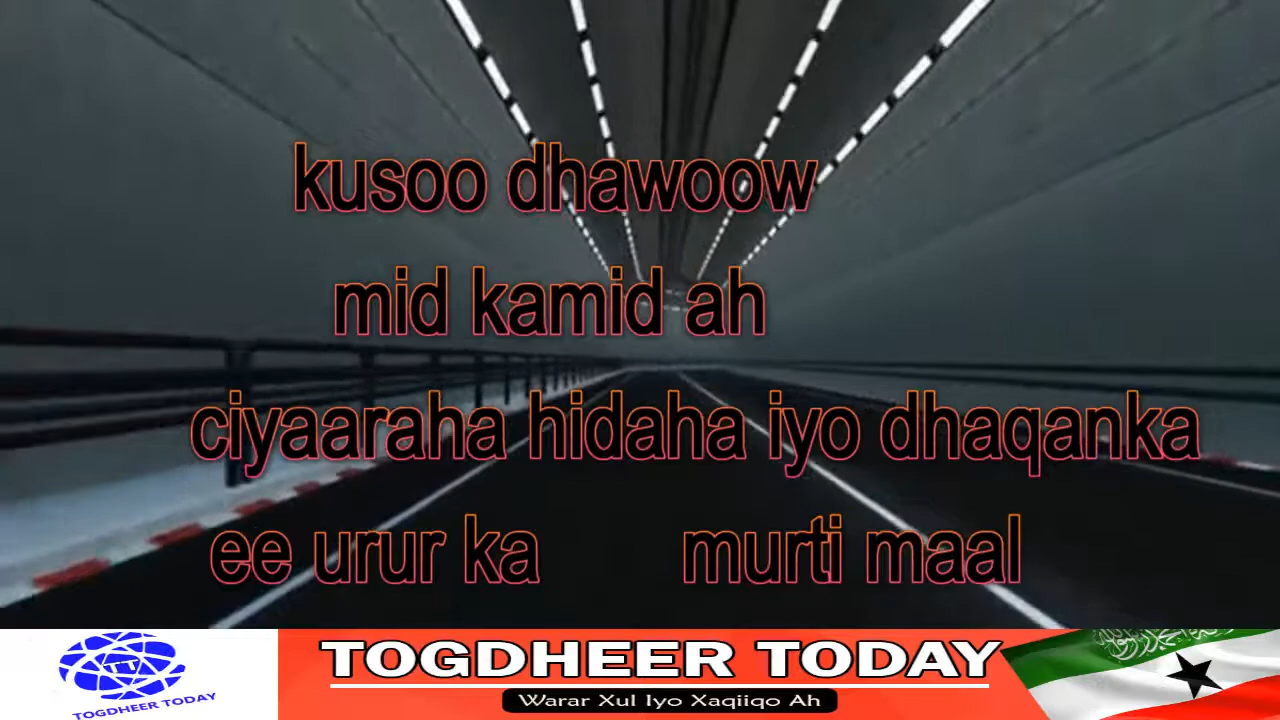 kusoo dhawoow
mid kamid ah
ciyaaraha hidaha iyo dhaqanka
ee urur ka murti maal
TOGDHEER TODAY
Warar Xul Iyo Xaqiiqo Ah
TT
TOGDHEER TODAY